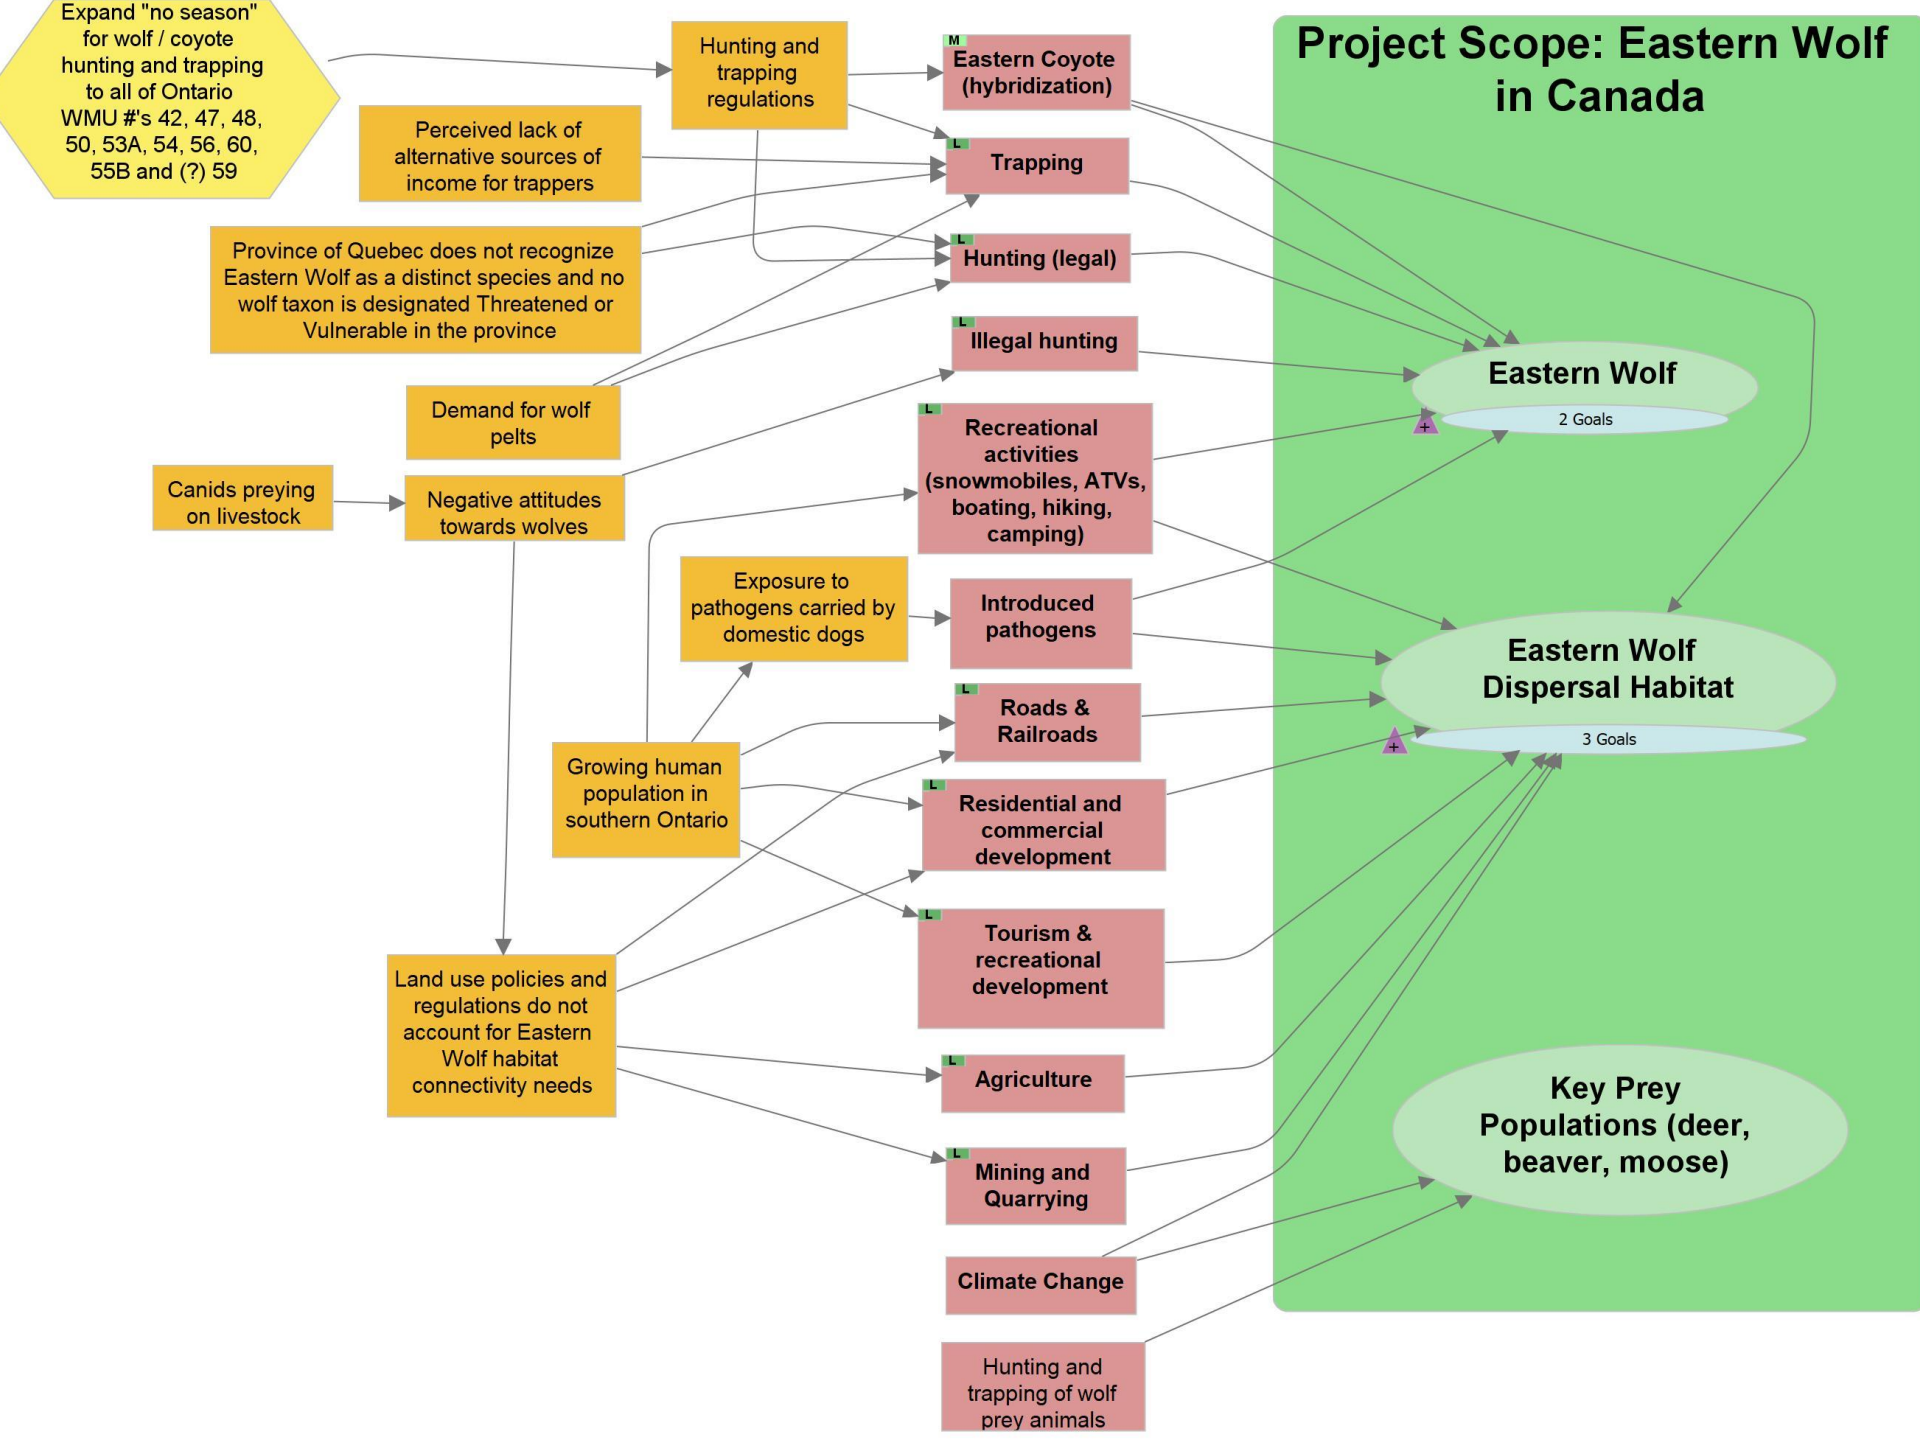 Expand "no season"
for wolf / coyote
hunting and trapping
to all of Ontario
WMU #'s 42, 47, 48,
50, 53A, 54, 56, 60,
55B and (?) 59
Hunting and
trapping
regulations
Perceived lack of
alternative sources of
income for trappers
Province of Quebec does not recognize
Eastern Wolf as a distinct species and no
wolf taxon is designated Threatened or
Vulnerable in the province
Demand for wolf
pelts
Canids preying
on livestock
Negative attitudes
towards wolves
Exposure to
pathogens carried by
domestic dogs
Growing human
population in
southern Ontario
Land use policies and
regulations do not
account for Eastern
Wolf habitat
connectivity needs
M
Eastern Coyote
(hybridization)
L
Trapping
L
Hunting (legal)
L
Illegal hunting
L
Recreational
activities
(snowmobiles, ATVs,
boating, hiking,
camping)
Introduced
pathogens
L
Roads &
Railroads
L
Residential and
commercial
development
L
Tourism &
recreational
development
L
Agriculture
L
Mining and
Quarrying
Climate Change
Hunting and
trapping of wolf
prey animals
Project Scope: Eastern Wolf
in Canada
Eastern Wolf
2 Goals
+
Eastern Wolf
Dispersal Habitat
3 Goals
+
Key Prey
Populations (deer,
beaver, moose)